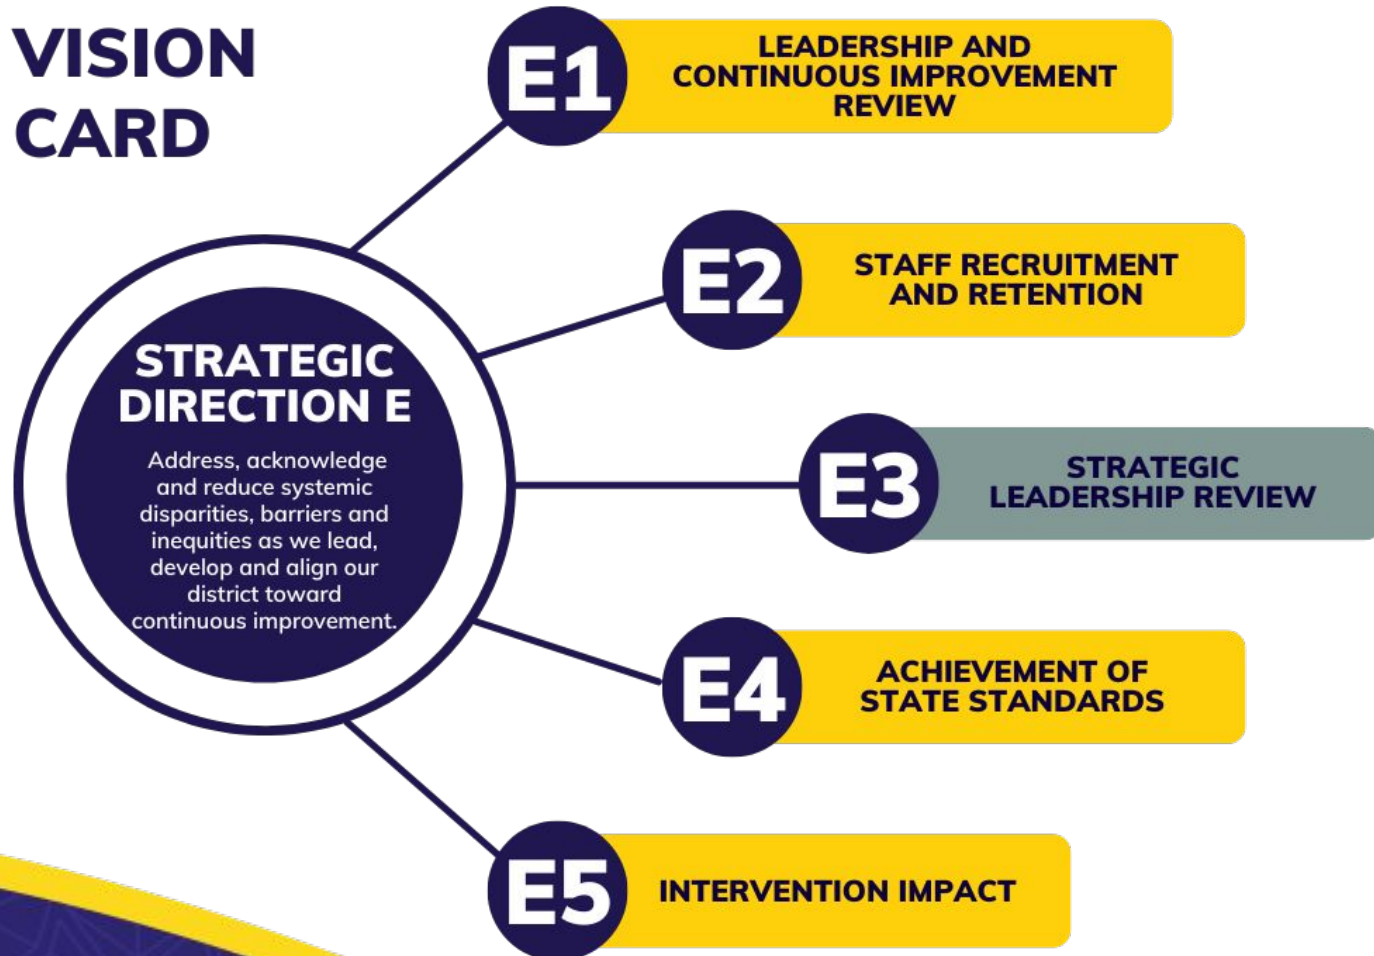 VISION
CARD
E1
LEADERSHIP AND
CONTINUOUS IMPROVEMENT
REVIEW
E2
STAFF RECRUITMENT
AND RETENTION
STRATEGIC
DIRECTION E
Address, acknowledge
and reduce systemic
disparities, barriers and
inequities as we lead,
develop and align our
district toward
continuous improvement.
E3
STRATEGIC
LEADERSHIP REVIEW
E4
ACHIEVEMENT OF
STATE STANDARDS
E5
INTERVENTION IMPACT